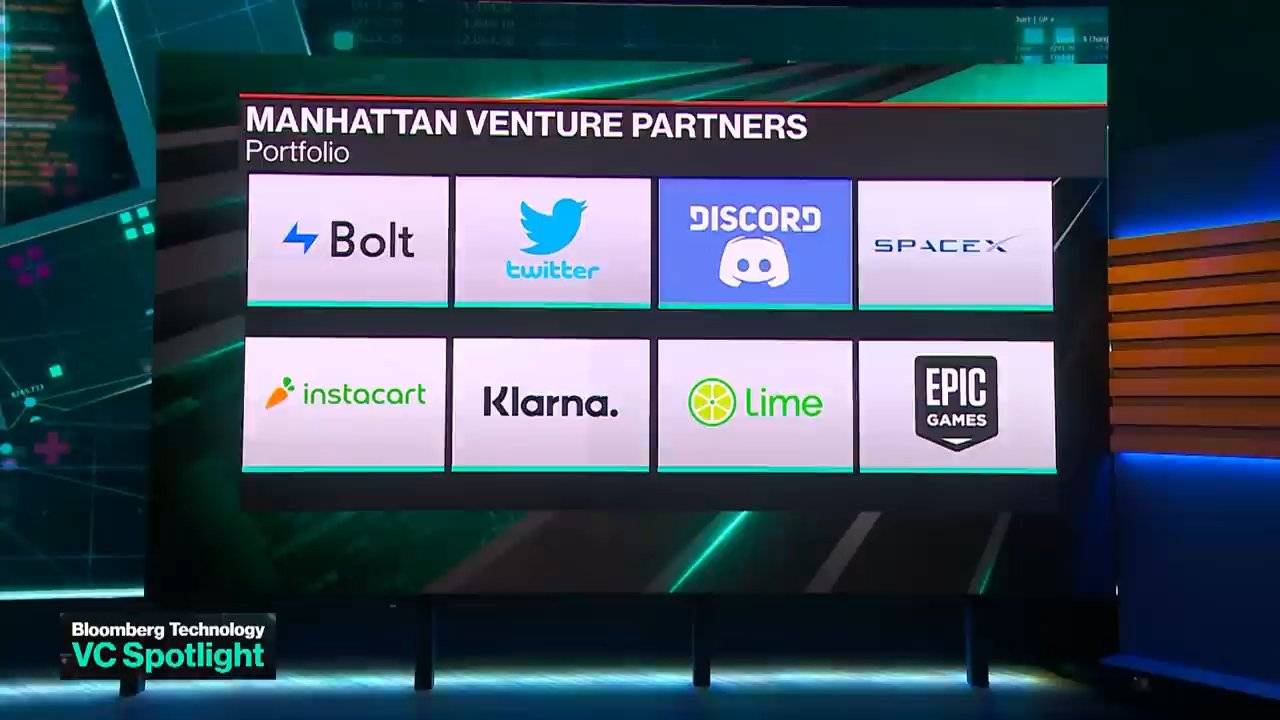 MANHATTAN VENTURE PARTNERS
Portfolio
Bolt
twitter
DISCORD
SPACEX
instacart
Klarna.
Lime
EPIC
GAMES
Bloomberg Technology
VC Spotlight